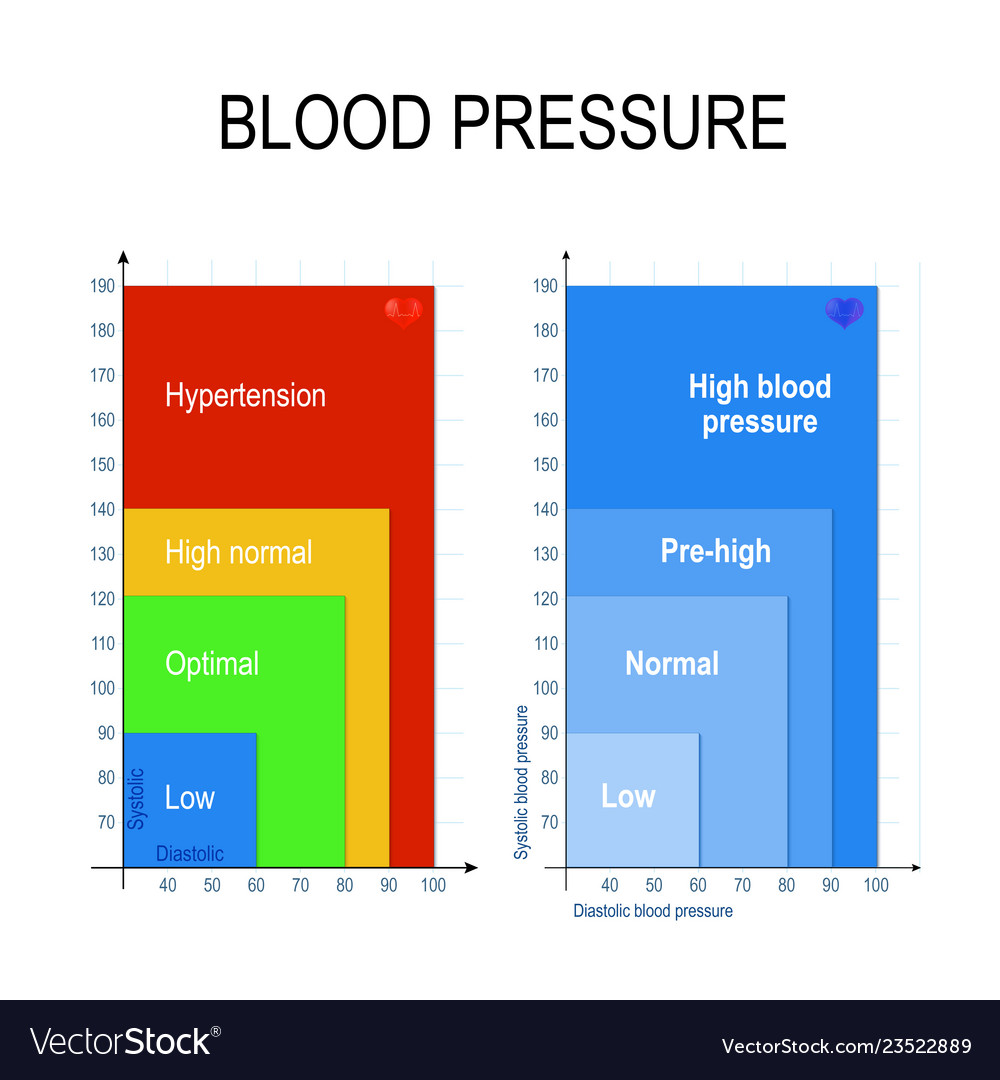 BLOOD PRESSURE
190
180
170
160
150
140
130
120
110
100
90
80
70
Hypertension
High normal
Optimal
Low
Systolic
Diastolic
40 50 60 70 80 90 100
190
180
170
160
150
140
130
120
110
100
90
80
70
High blood
pressure
Pre-high
Normal
Low
Systolic blood pressure
40 50 60 70 80 90 100
Diastolic blood pressure
VectorStock®
VectorStock.com/23522889